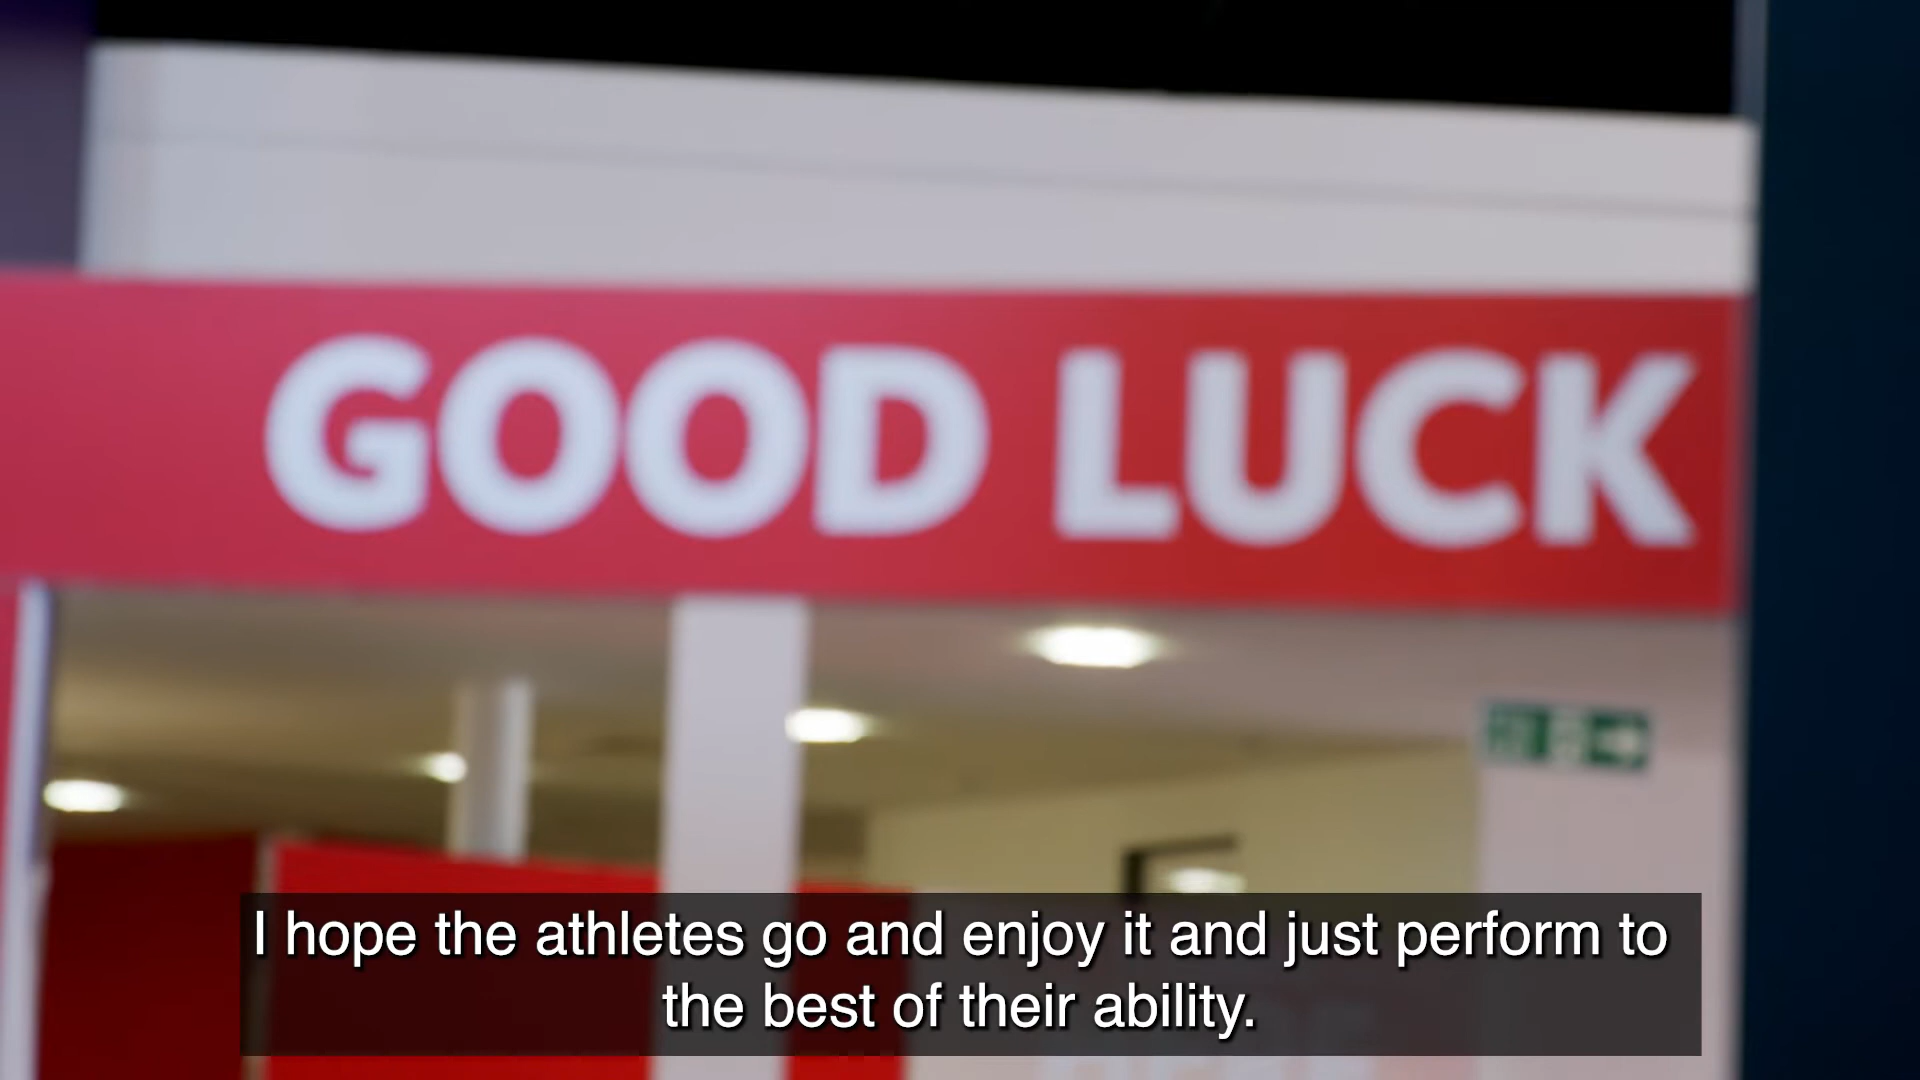 GOOD LUCK
I hope the athletes go and enjoy it and just perform to
the best of their ability.